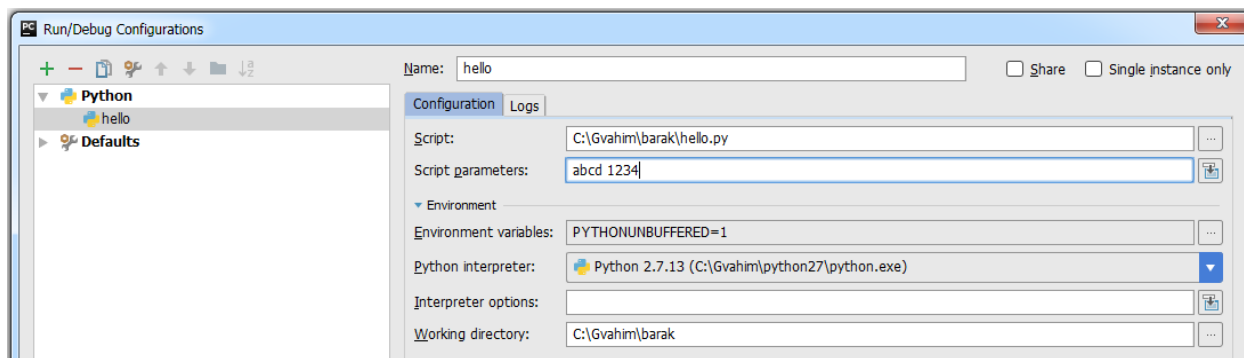 PC Run/Debug Configurations
Name: hello Share Single instance only
Python
hello
Defaults
Configuration Logs
Script: C:\Gvahim\barak\hello.py ...
Script parameters: abcd 1234
Environment
Environment variables: PYTHONUNBUFFERED=1 ...
Python interpreter: Python 2.7.13 (C:\Gvahim\python27\python.exe)
Interpreter options:
Working directory: C:\Gvahim\barak ...